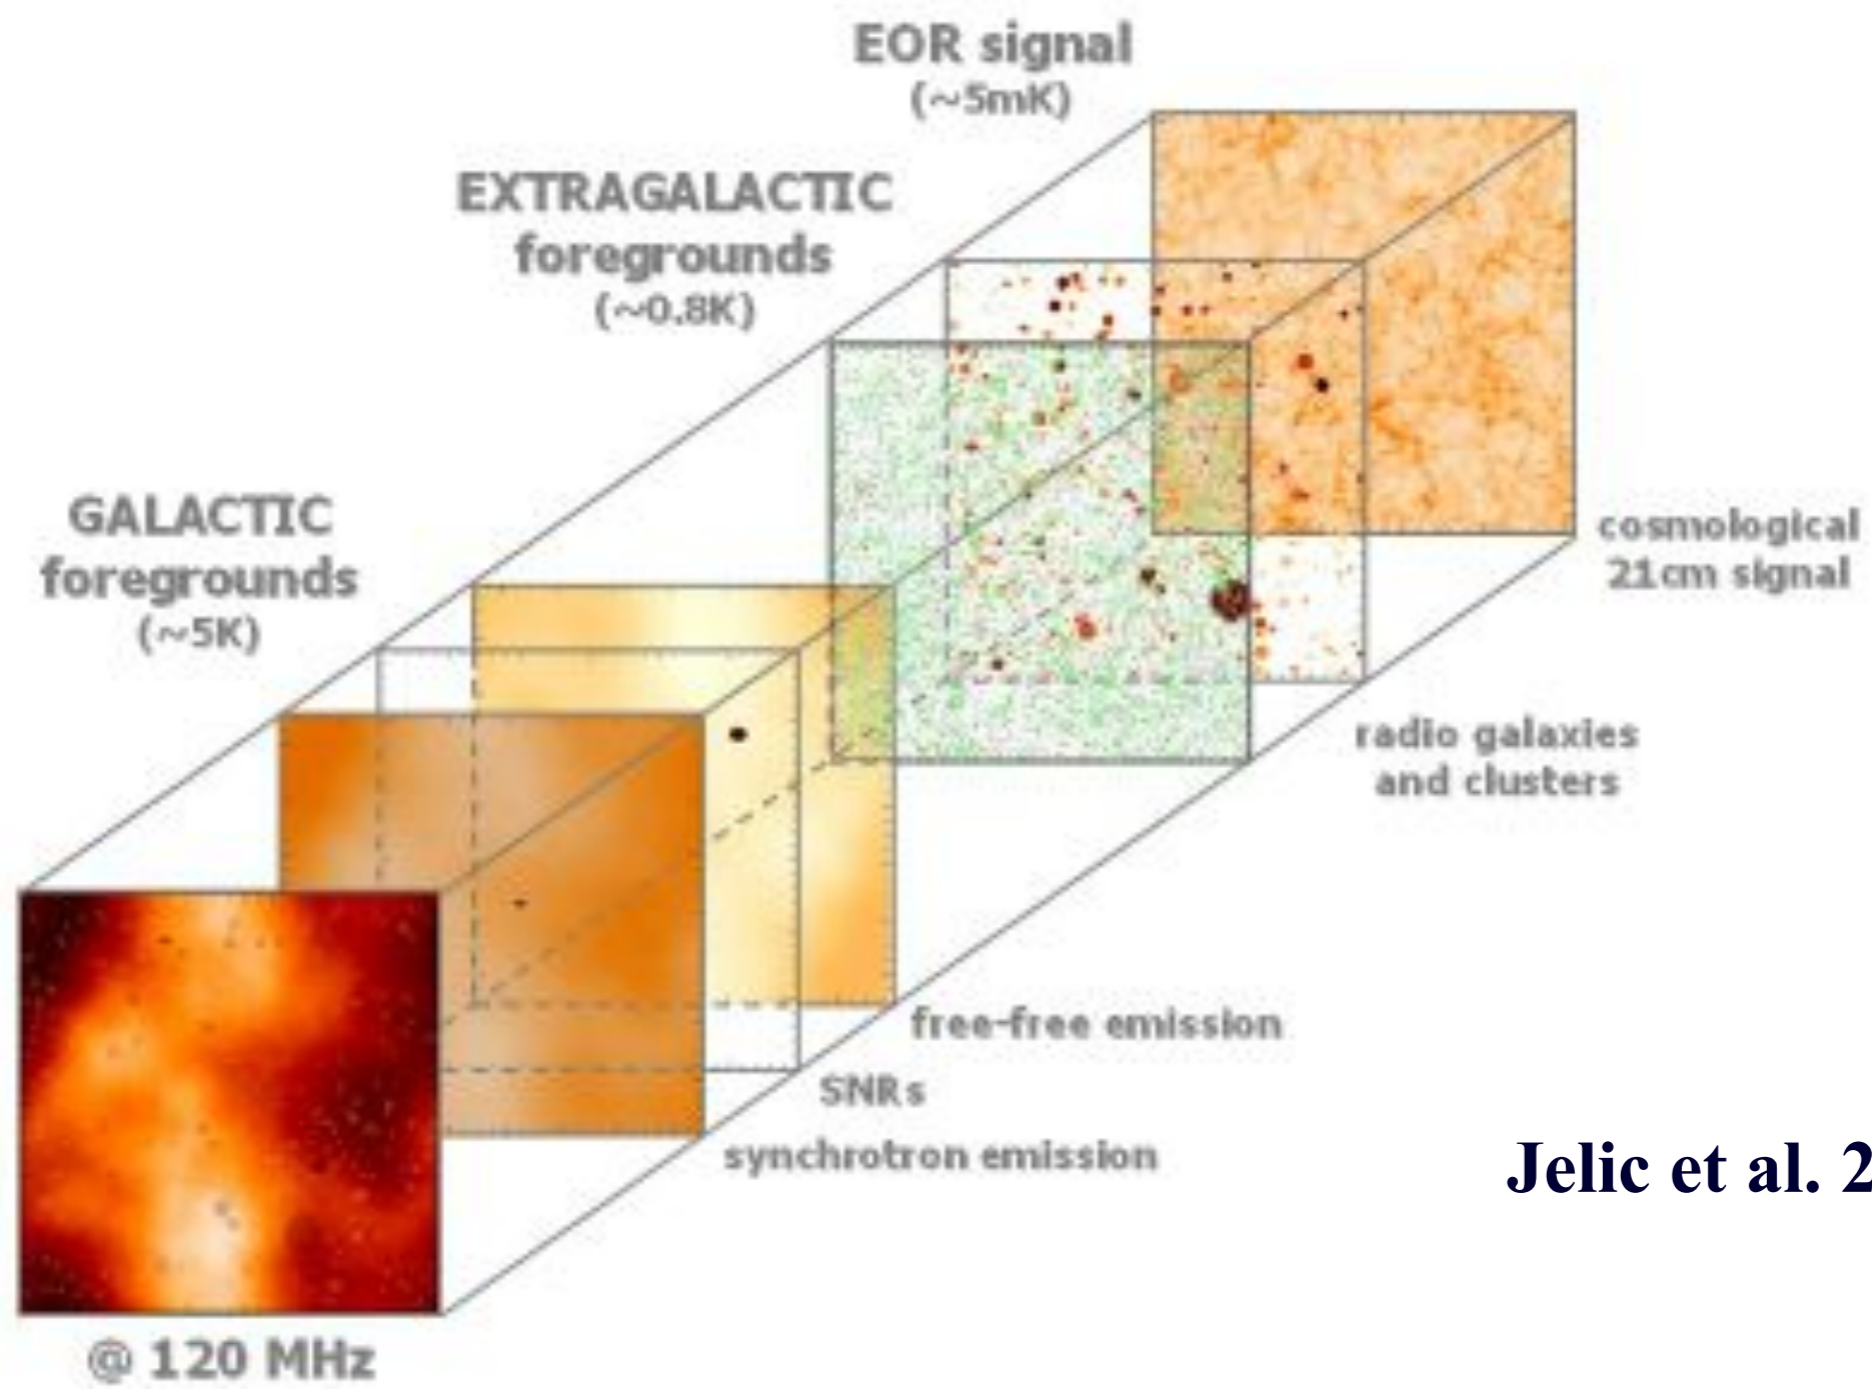 EOR signal
(~5mK)
EXTRAGALACTIC
foregrounds
(~0.8K)
GALACTIC
foregrounds
(~5K)
cosmological
21cm signal
radio galaxies
and clusters
free-free emission
SNRs
synchrotron emission
Jelic et al. 2
@ 120 MHz